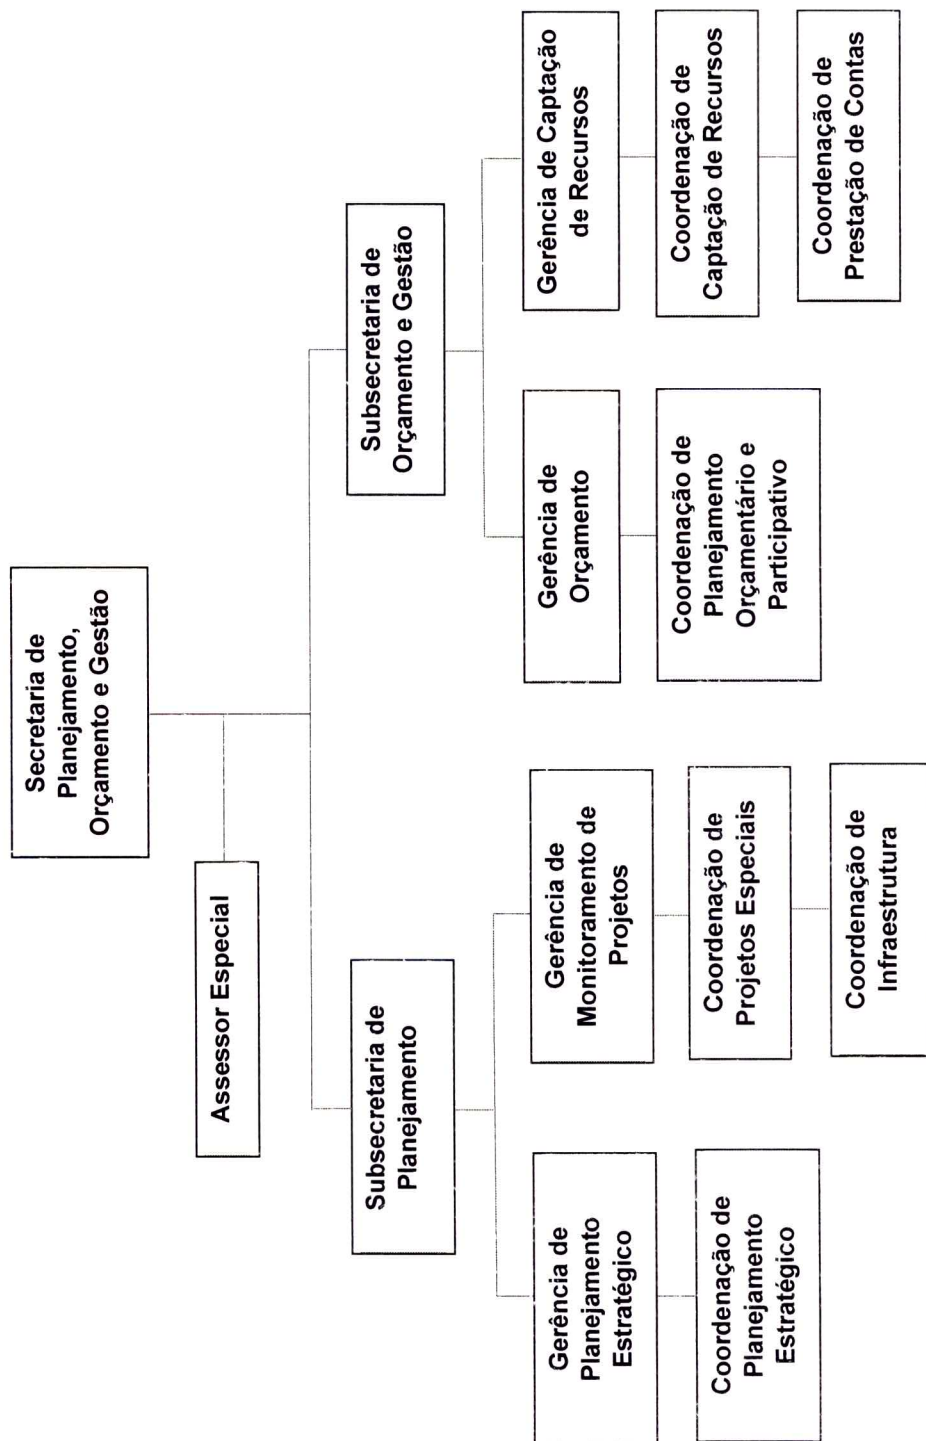 Secretaria de
Planejamento,
Orçamento e Gestão
Assessor Especial
Subsecretaria de
Planejamento
Subsecretaria de
Orçamento e Gestão
Gerência de
Planejamento
Estratégico
Gerência de
Monitoramento de
Projetos
Gerência de
Orçamento
Gerência de Captação
de Recursos
Coordenação de
Planejamento
Estratégico
Coordenação de
Projetos Especiais
Coordenação de
Planejamento
Orçamentário e
Participativo
Coordenação de
Captação de Recursos
Coordenação de
Infraestrutura
Coordenação de
Prestação de Contas